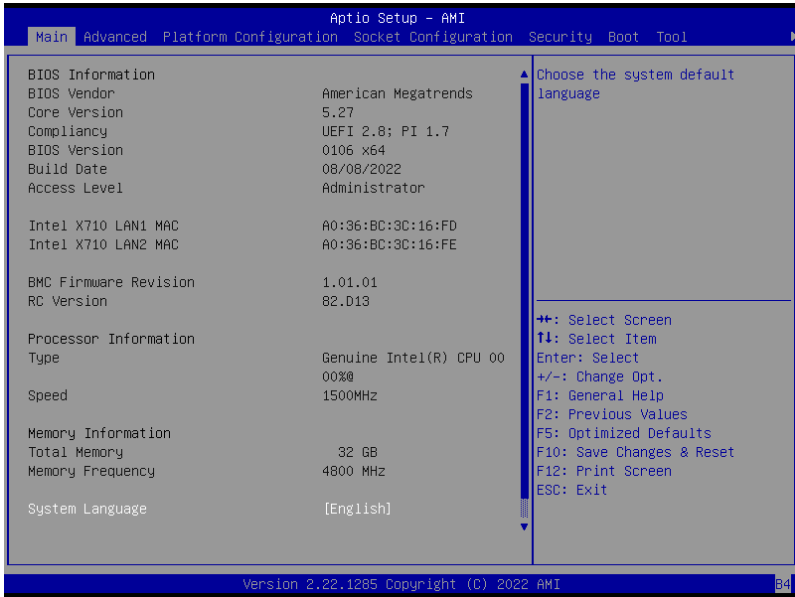 Aptio Setup - AMI
Main Advanced Platform Configuration Socket Configuration Security Boot Tool
BIOS Information
BIOS Vendor American Megatrends
Core Version 5.27
Compliancy UEFI 2.8; PI 1.7
BIOS Version 0106 x64
Build Date 08/08/2022
Access Level Administrator
Intel X710 LAN1 MAC A0:36:BC:3C:16:FD
Intel X710 LAN2 MAC A0:36:BC:3C:16:FE
BMC Firmware Revision 1.01.01
RC Version 82.D13
Processor Information
Type Genuine Intel(R) CPU 00
00%@
Speed 1500MHz
Memory Information
Total Memory 32 GB
Memory Frequency 4800 MHz
System Language [English]
Choose the system default
language
→←: Select Screen
↑↓: Select Item
Enter: Select
+/-: Change Opt.
F1: General Help
F2: Previous Values
F5: Optimized Defaults
F10: Save Changes & Reset
F12: Print Screen
ESC: Exit
Version 2.22.1285 Copyright (C) 2022 AMI
B4